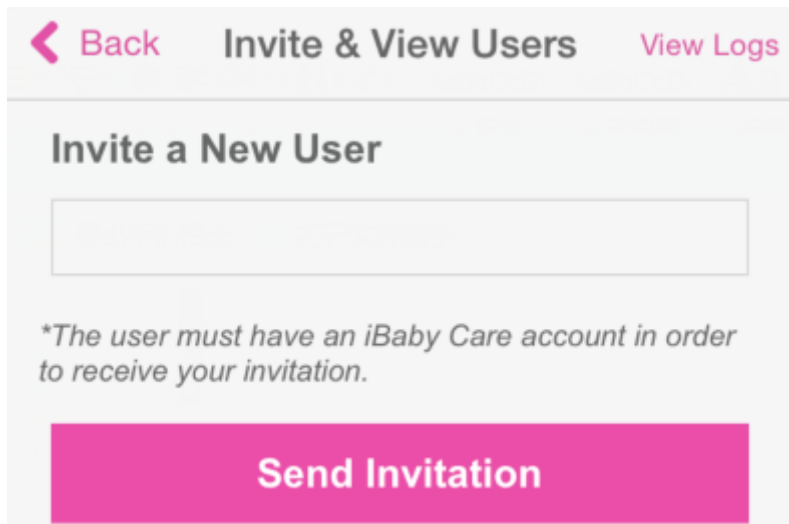 Back Invite & View Users View Logs
Invite a New User
*The user must have an iBaby Care account in order
to receive your invitation.
Send Invitation